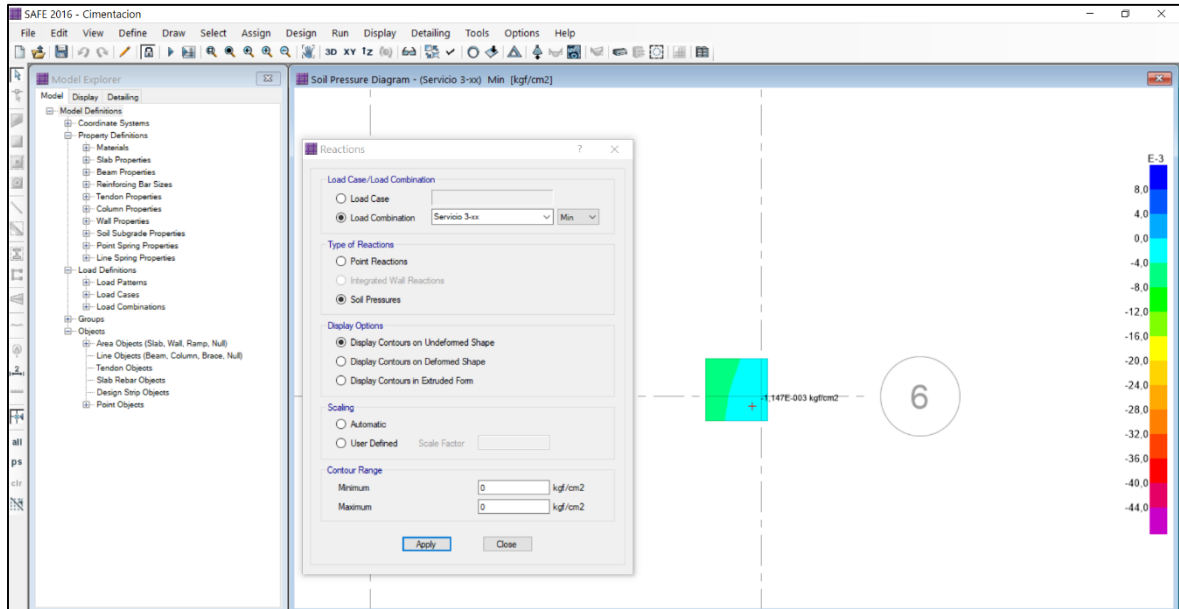 SAFE 2016 - Cimentacion
File Edit View Define Draw Select Assign Design Run Display Detailing Tools Options Help
3D XY 1Z
Model Explorer
Model Display Detailing
Model Definitions
Coordinate Systems
Property Definitions
Materials
Slab Properties
Beam Properties
Reinforcing Bar Sizes
Tendon Properties
Column Properties
Wall Properties
Soil Subgrade Properties
Point Spring Properties
Line Spring Properties
Load Definitions
Load Patterns
Load Cases
Load Combinations
Groups
Objects
Area Objects (Slab, Wall, Ramp, Null)
Line Objects (Beam, Column, Brace, Null)
Tendon Objects
Slab Rebar Objects
Design Strip Objects
Point Objects
all
ps
clr
Soil Pressure Diagram - (Servicio 3-xx) Min [kgf/cm2]
Reactions ?
Load Case/Load Combination
Load Case
Load Combination Servicio 3-xx Min
Type of Reactions
Point Reactions
Integrated Wall Reactions
Soil Pressures
Display Options
Display Contours on Undeformed Shape
Display Contours on Deformed Shape
Display Contours in Extruded Form
Scaling
Automatic
User Defined Scale Factor
Contour Range
Minimum 0 kgf/cm2
Maximum 0 kgf/cm2
Apply Close
-1,147E-003 kgf/cm2
6
E-3
8,0
4,0
0,0
-4,0
-8,0
-12,0
-16,0
-20,0
-24,0
-28,0
-32,0
-36,0
-40,0
-44,0